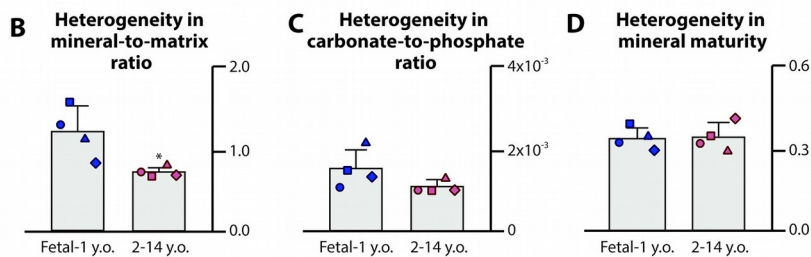 B
Heterogeneity in
mineral-to-matrix
ratio
2.0
1.0
0.0
*
Fetal-1 y.o. 2-14 y.o.
C
Heterogeneity in
carbonate-to-phosphate
ratio
4x10⁻³
2x10⁻³
0
Fetal-1 y.o. 2-14 y.o.
D
Heterogeneity in
mineral maturity
0.6
0.3
0.0
Fetal-1 y.o. 2-14 y.o.